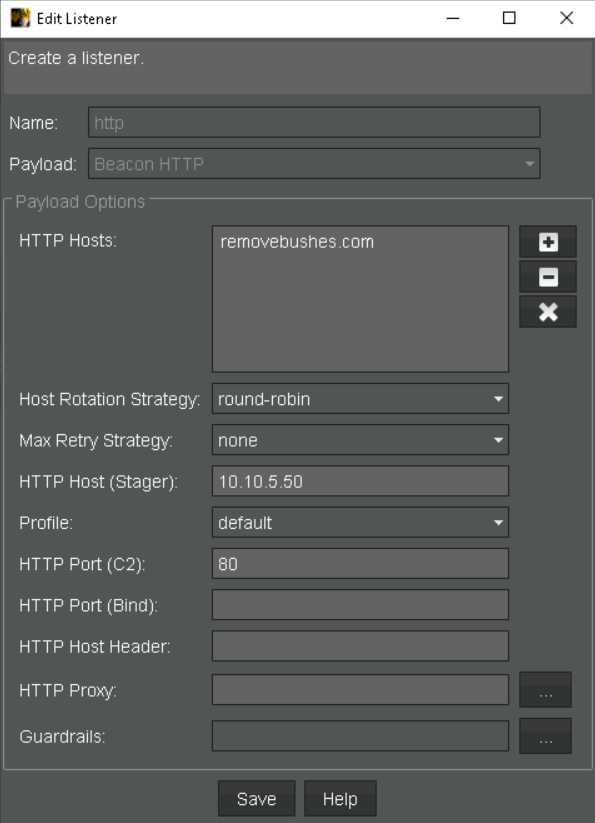 Edit Listener
Create a listener.
Name: http
Payload: Beacon HTTP
Payload Options
HTTP Hosts: removebushes.com
Host Rotation Strategy: round-robin
Max Retry Strategy: none
HTTP Host (Stager): 10.10.5.50
Profile: default
HTTP Port (C2): 80
HTTP Port (Bind):
HTTP Host Header:
HTTP Proxy: ...
Guardrails: ...
Save Help